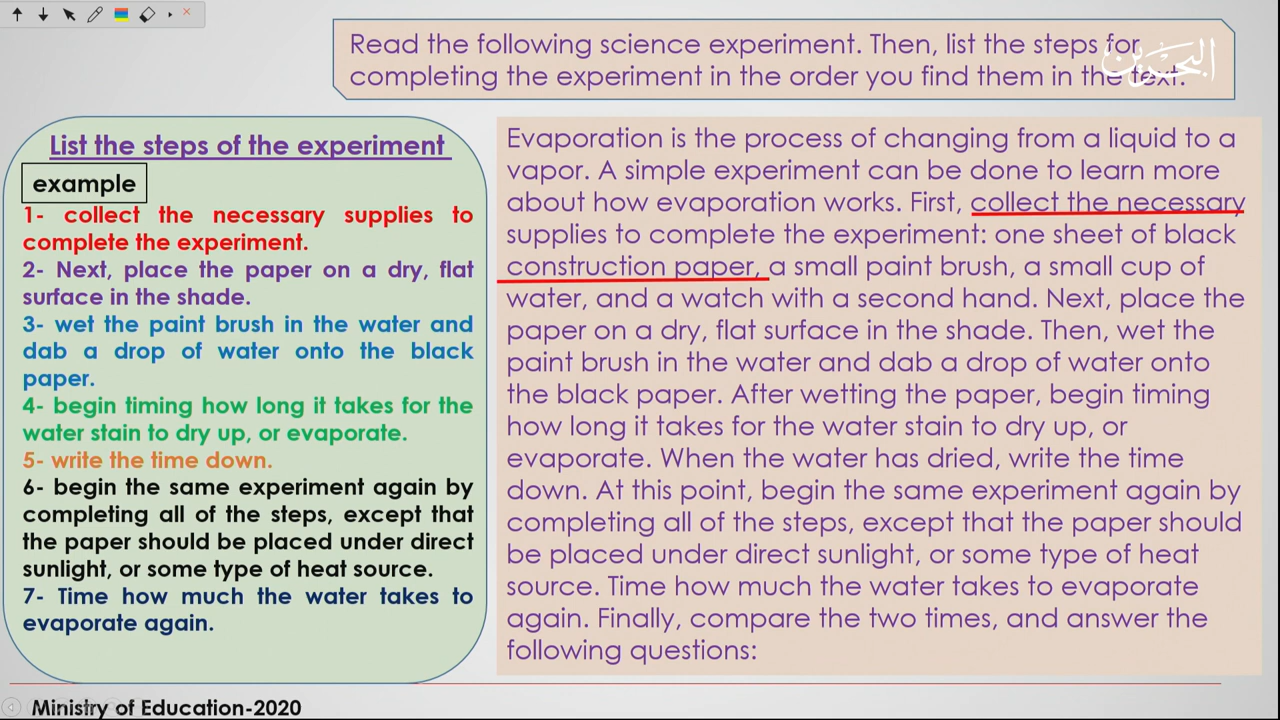 Read the following science experiment. Then, list the steps for
completing the experiment in the order you find them in the text.
البحرين
List the steps of the experiment
example
1- collect the necessary supplies to
complete the experiment.
2- Next, place the paper on a dry, flat
surface in the shade.
3- wet the paint brush in the water and
dab a drop of water onto the black
paper.
4- begin timing how long it takes for the
water stain to dry up, or evaporate.
5- write the time down.
6- begin the same experiment again by
completing all of the steps, except that
the paper should be placed under direct
sunlight, or some type of heat source.
7- Time how much the water takes to
evaporate again.
Evaporation is the process of changing from a liquid to a
vapor. A simple experiment can be done to learn more
about how evaporation works. First, collect the necessary
supplies to complete the experiment: one sheet of black
construction paper, a small paint brush, a small cup of
water, and a watch with a second hand. Next, place the
paper on a dry, flat surface in the shade. Then, wet the
paint brush in the water and dab a drop of water onto
the black paper. After wetting the paper, begin timing
how long it takes for the water stain to dry up, or
evaporate. When the water has dried, write the time
down. At this point, begin the same experiment again by
completing all of the steps, except that the paper should
be placed under direct sunlight, or some type of heat
source. Time how much the water takes to evaporate
again. Finally, compare the two times, and answer the
following questions:
Ministry of Education-2020